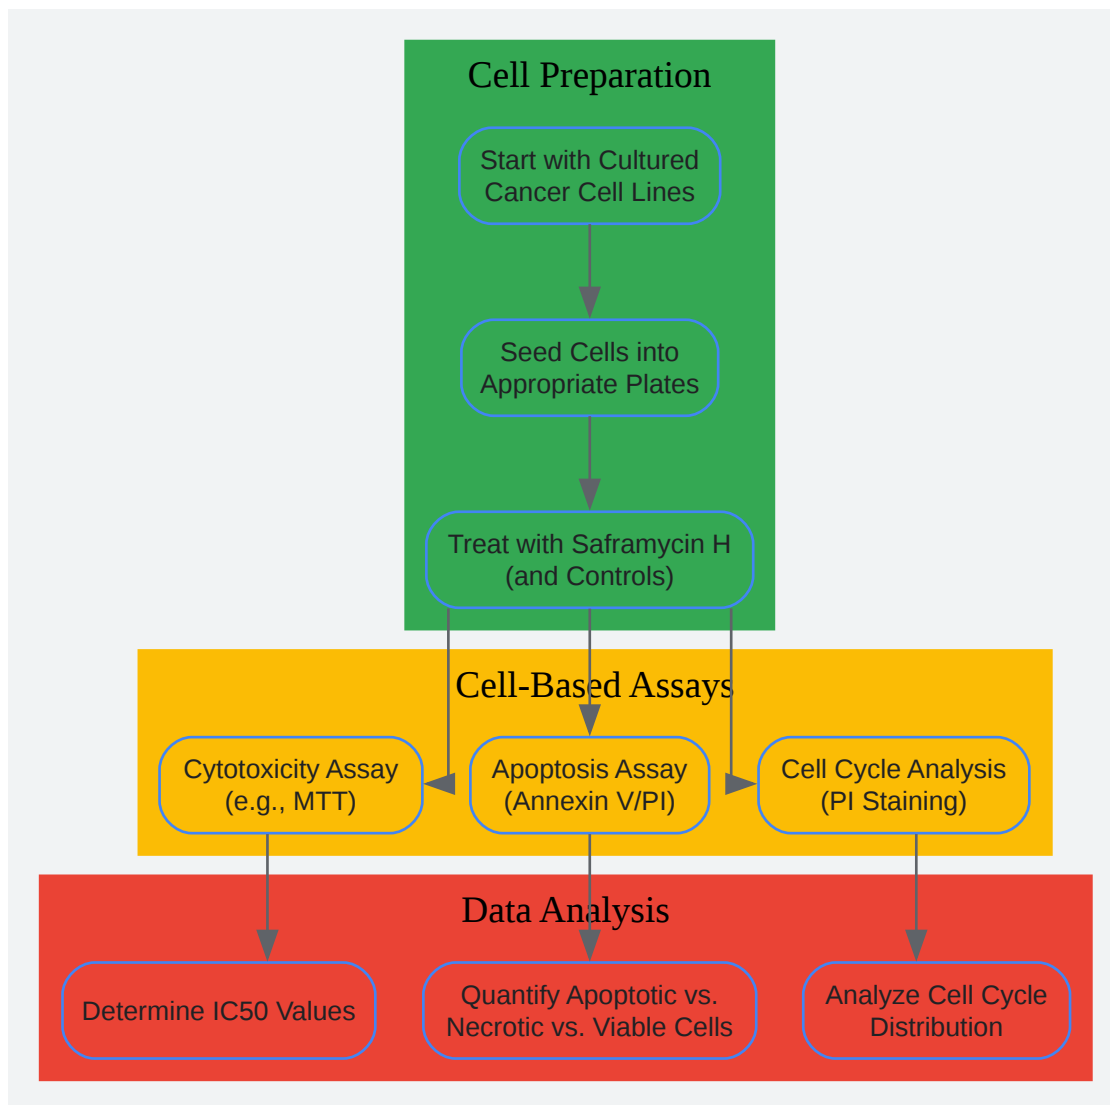 Cell Preparation
Start with Cultured
Cancer Cell Lines
Seed Cells into
Appropriate Plates
Treat with Saframycin H
(and Controls)
Cell-Based Assays
Cytotoxicity Assay
(e.g., MTT)
Apoptosis Assay
(Annexin V/PI)
Cell Cycle Analysis
(PI Staining)
Data Analysis
Determine IC50 Values
Quantify Apoptotic vs.
Necrotic vs. Viable Cells
Analyze Cell Cycle
Distribution